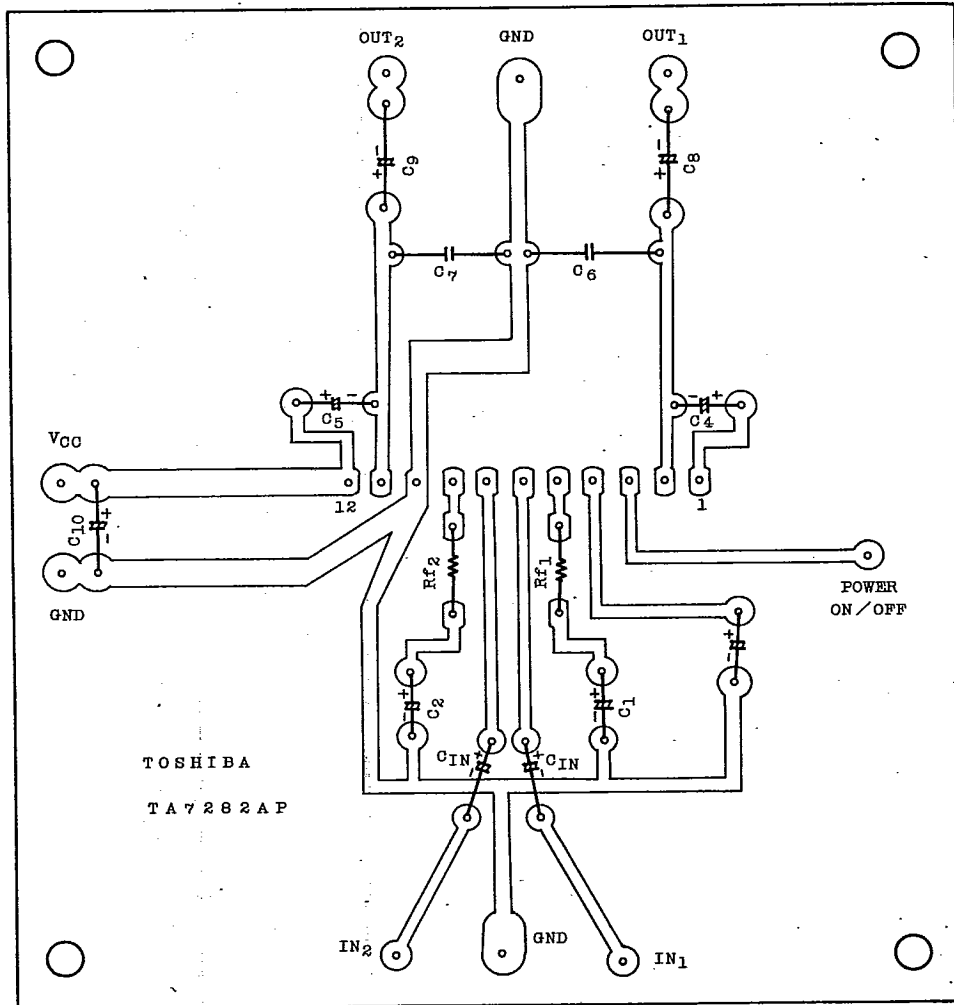 OUT2
GND
OUT1
- + C9
- + C8
C7
C6
+ - C5
- + C4
VCC
12
1
C10 + -
Rf2
Rf1
GND
POWER
ON/OFF
+ -
+ - C2
+ - C1
CIN + -
+ - CIN
TOSHIBA
TA7282AP
IN2
GND
IN1